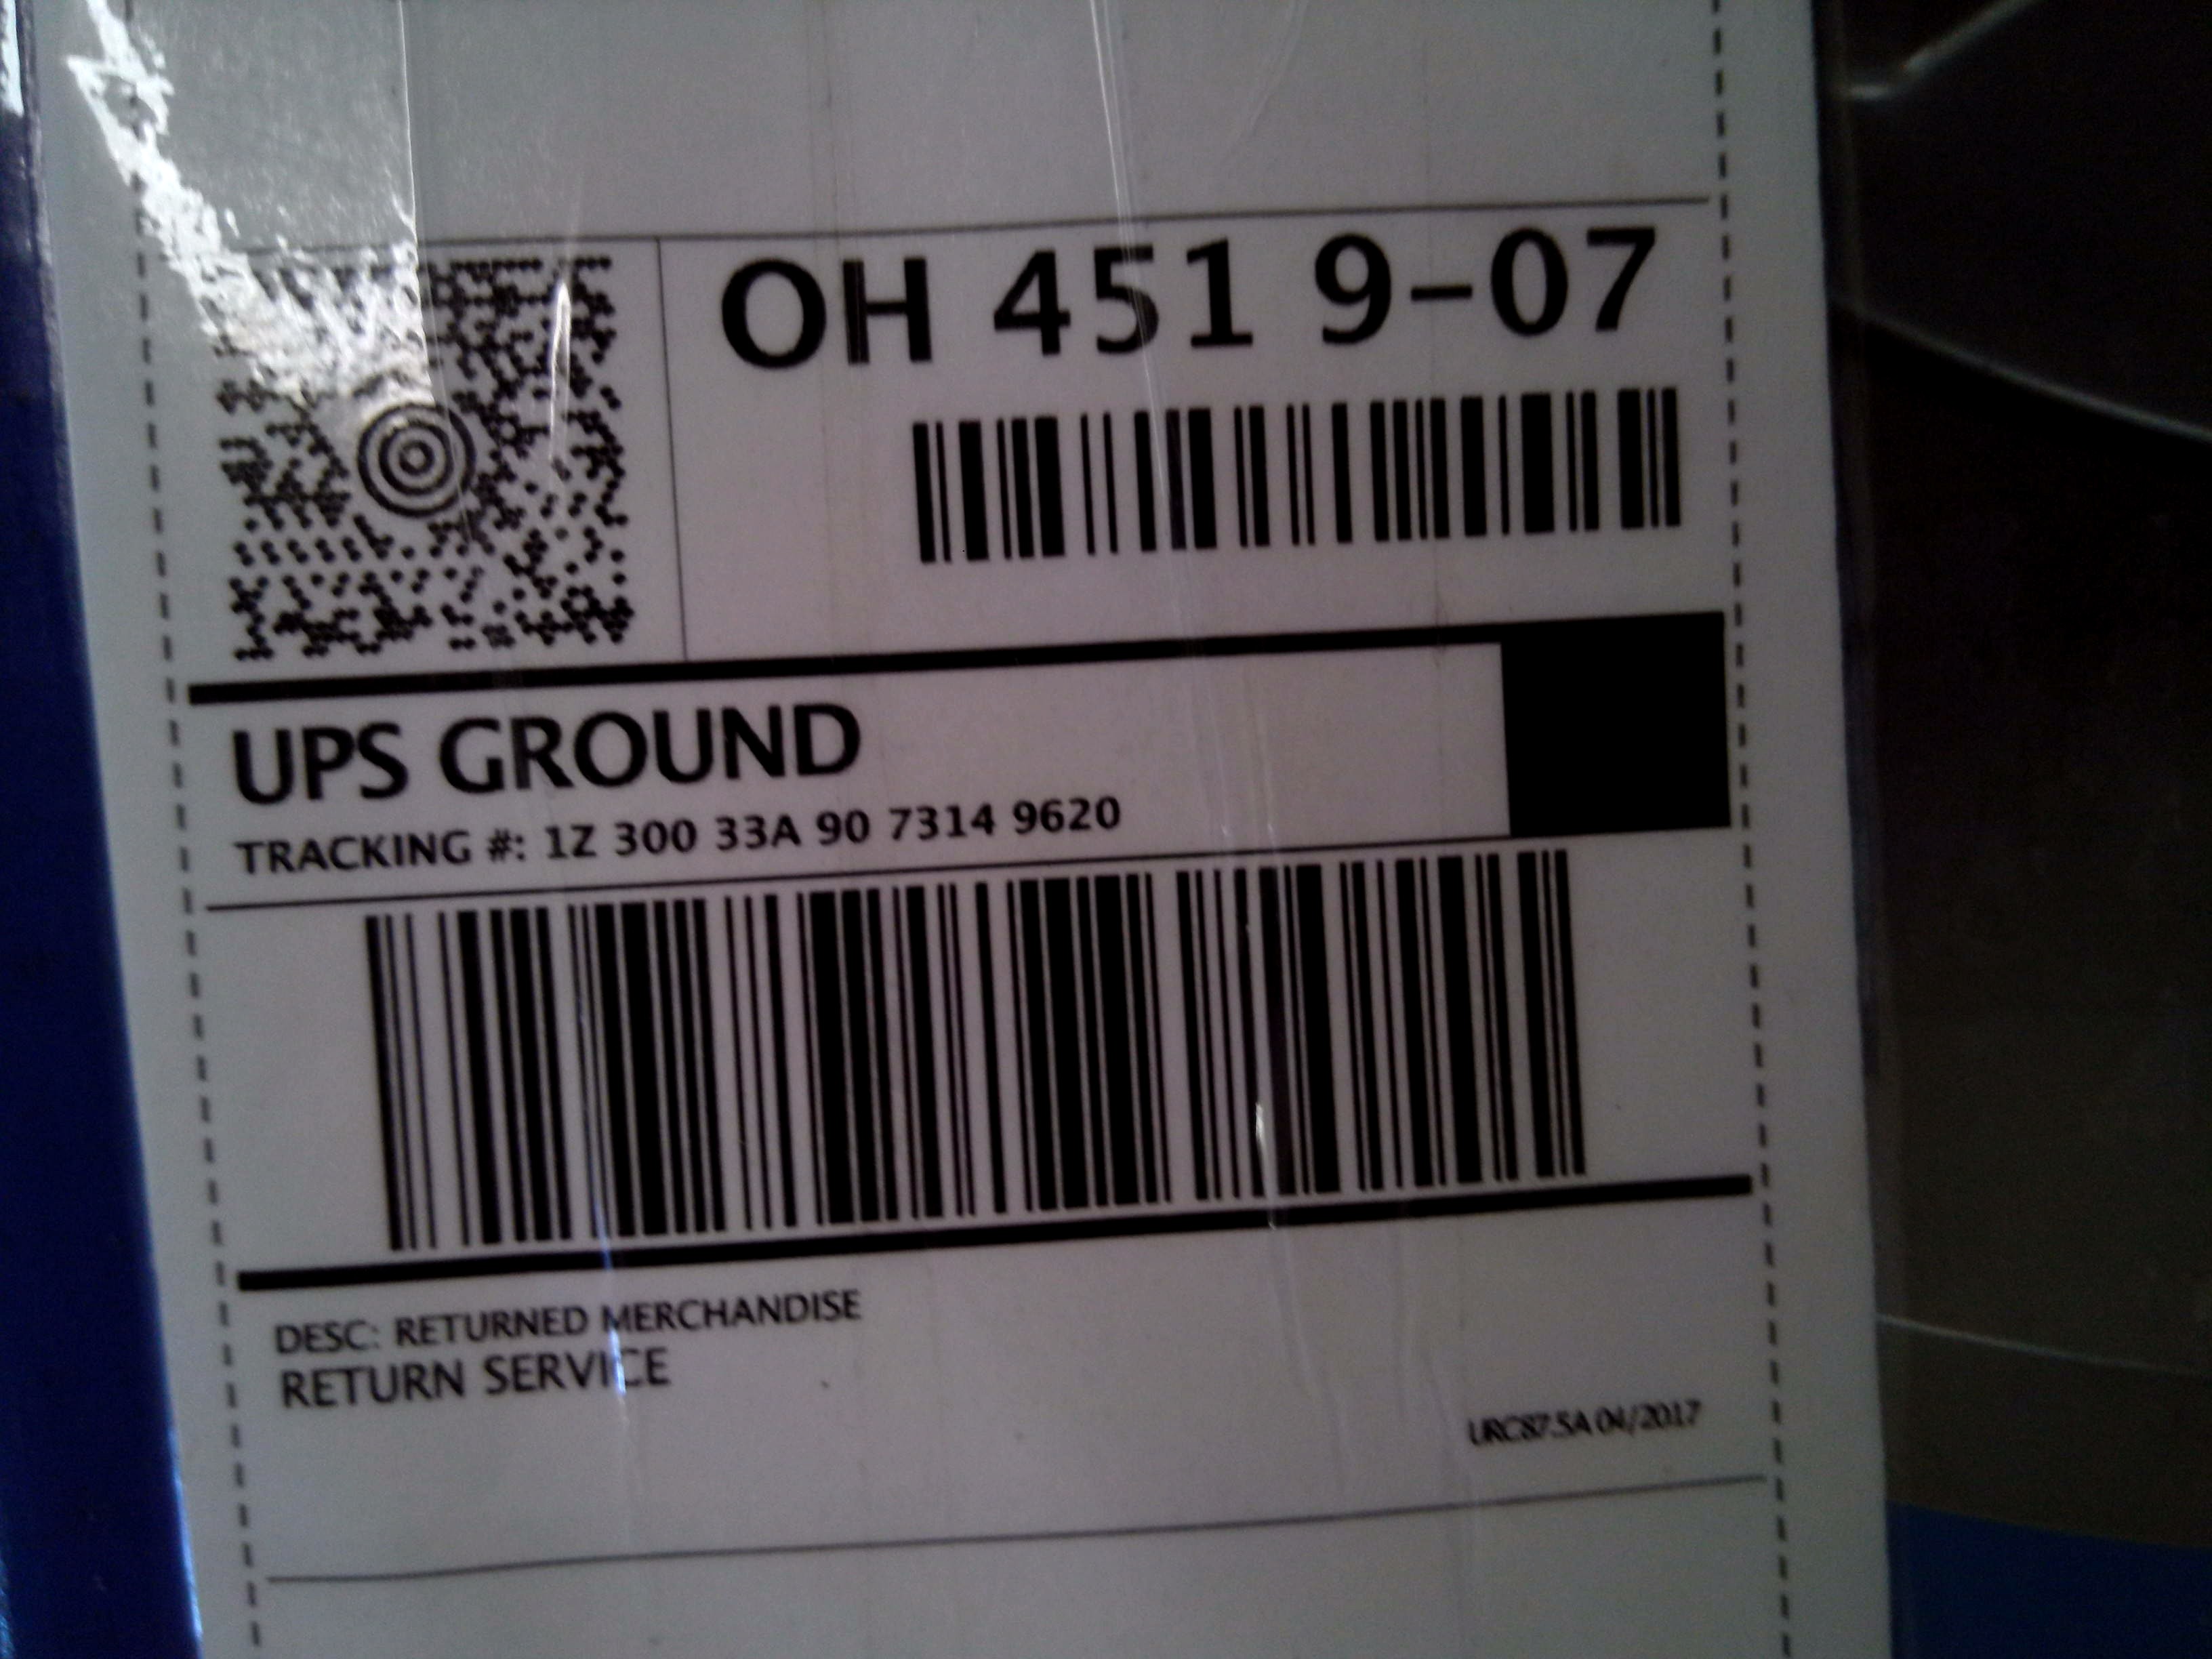 OH 451 9-07
UPS GROUND
TRACKING #: 1Z 300 33A 90 7314 9620
DESC: RETURNED MERCHANDISE
RETURN SERVICE
URC87.5A 04/2017